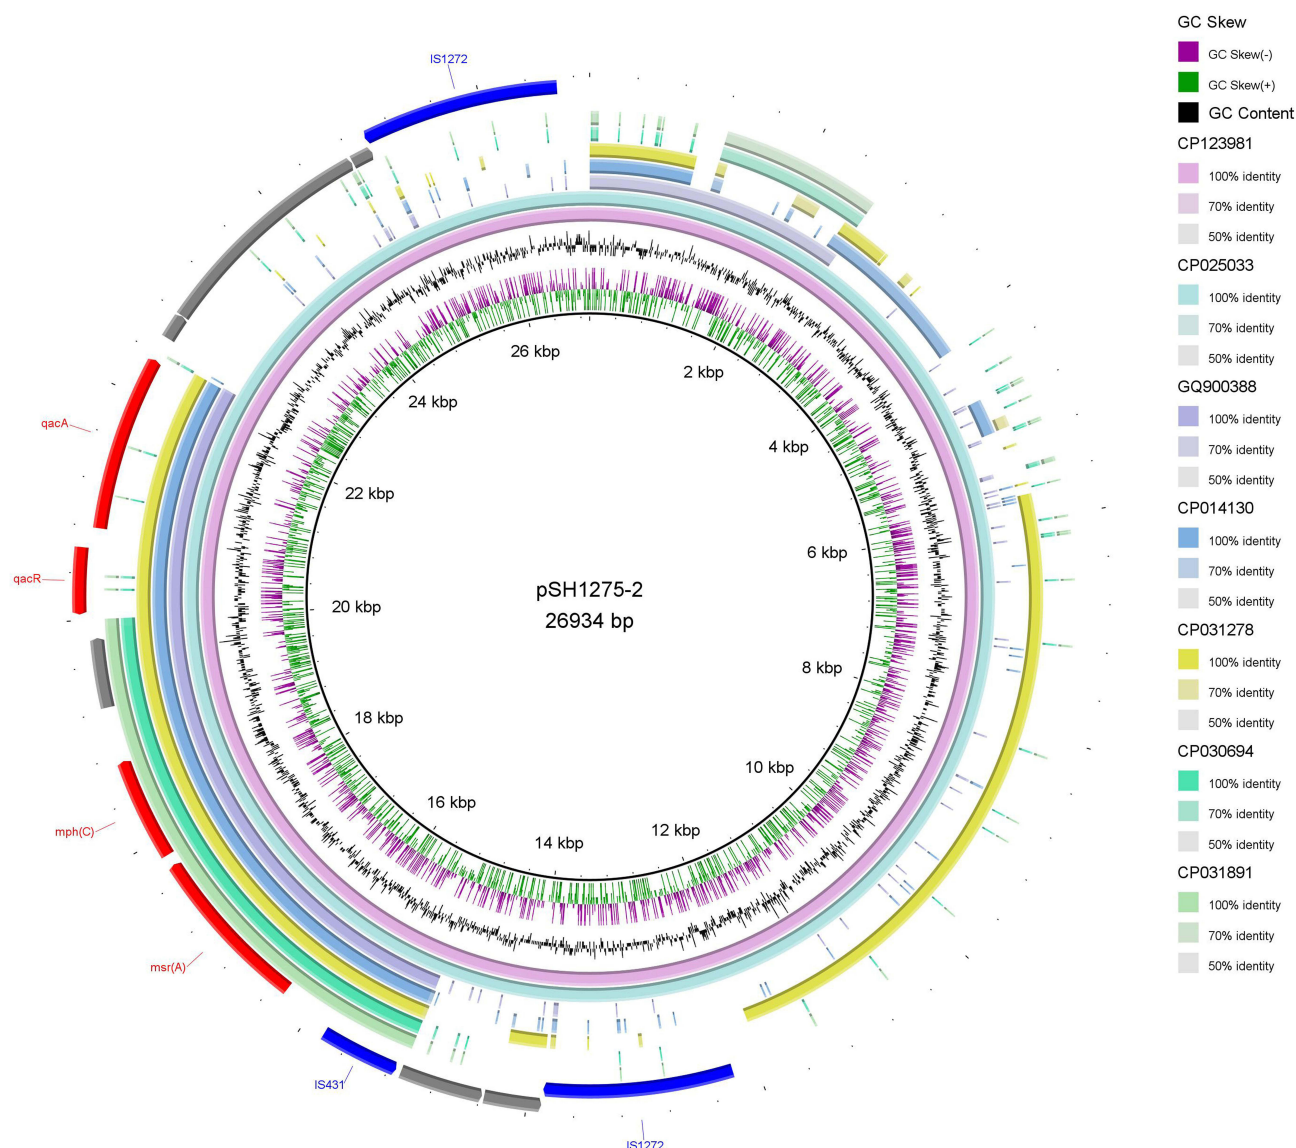 GC Skew
GC Skew(-)
GC Skew(+)
GC Content
CP123981
100% identity
70% identity
50% identity
CP025033
100% identity
70% identity
50% identity
GQ900388
100% identity
70% identity
50% identity
CP014130
100% identity
70% identity
50% identity
CP031278
100% identity
70% identity
50% identity
CP030694
100% identity
70% identity
50% identity
CP031891
100% identity
70% identity
50% identity
IS1272
qacA
qacR
mph(C)
msr(A)
IS431
IS1272
26 kbp
2 kbp
24 kbp
4 kbp
22 kbp
6 kbp
20 kbp
8 kbp
18 kbp
10 kbp
16 kbp
12 kbp
14 kbp
pSH1275-2
26934 bp